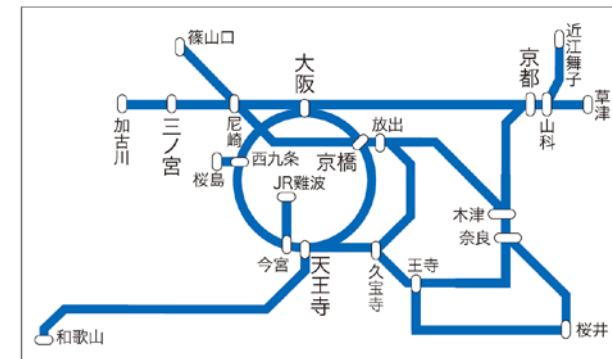 篠山口
近江舞子
大阪
京都
加古川
三ノ宮
尼崎
山科
草津
放出
西九条
京橋
桜島
JR難波
木津
奈良
今宮
天王寺
久宝寺
王寺
和歌山
桜井